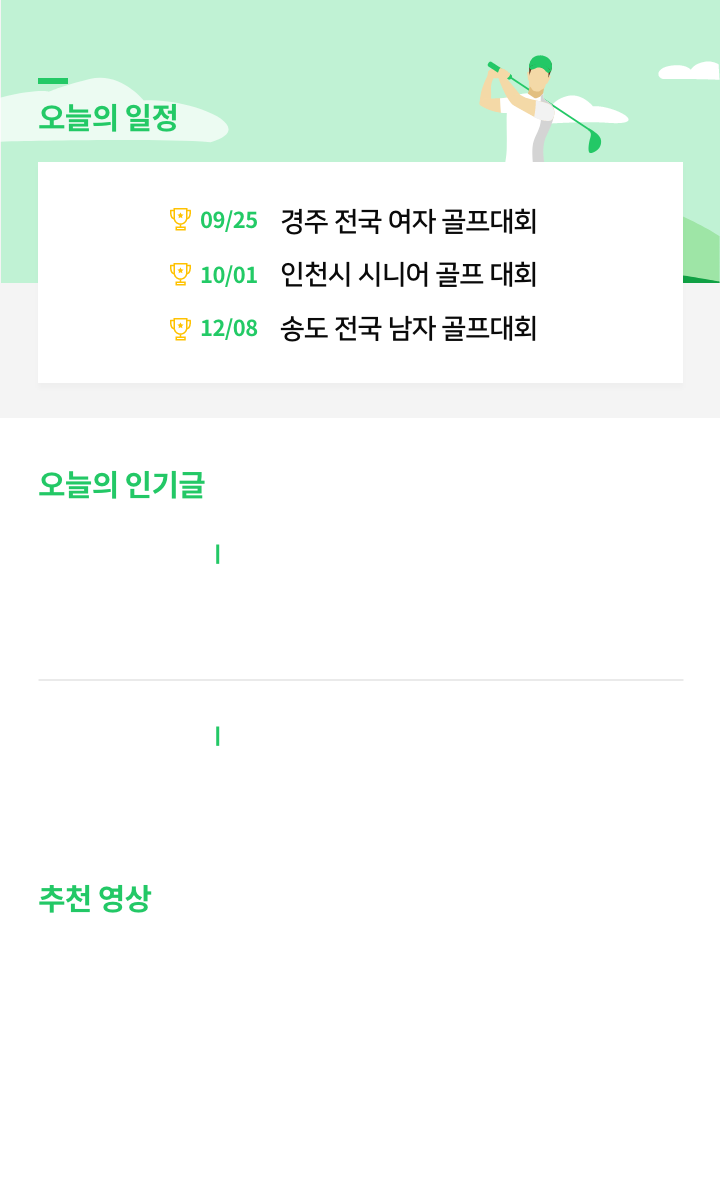 오늘의 일정
09/25 경주 전국 여자 골프대회
10/01 인천시 시니어 골프 대회
12/08 송도 전국 남자 골프대회
오늘의 인기글
추천 영상